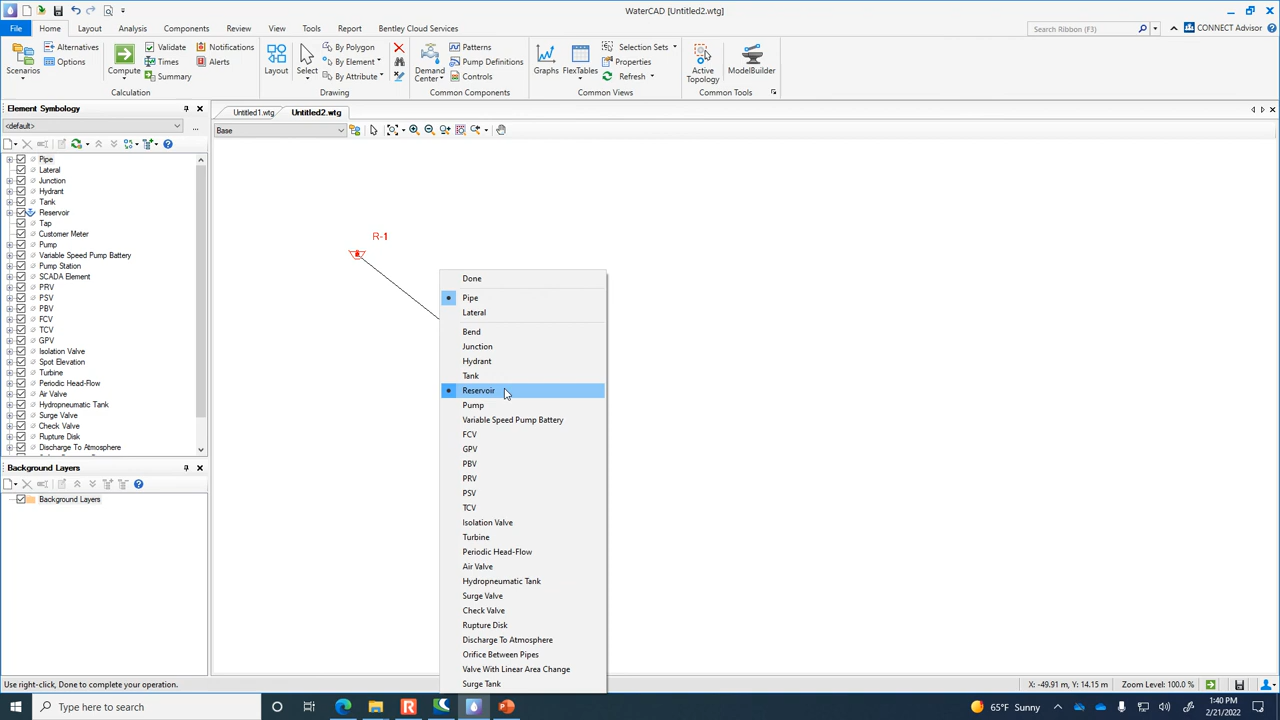 WaterCAD [Untitled2.wtg]
File Home Layout Analysis Components Review View Tools Report Bentley Cloud Services
Search Ribbon (F3) CONNECT Advisor
Scenarios Alternatives Options Compute Validate Times Summary Notifications Alerts
Layout Select By Polygon By Element By Attribute
Demand Center Patterns Pump Definitions Controls
Graphs FlexTables Selection Sets Properties Refresh
Active Topology ModelBuilder
Calculation Drawing Common Components Common Views Common Tools
Element Symbology
Untitled1.wtg Untitled2.wtg
<default>
...
Base
Pipe
Lateral
Junction
Hydrant
Tank
Reservoir
Tap
Customer Meter
Pump
Variable Speed Pump Battery
Pump Station
SCADA Element
PRV
PSV
PBV
FCV
TCV
GPV
Isolation Valve
Spot Elevation
Turbine
Periodic Head-Flow
Air Valve
Hydropneumatic Tank
Surge Valve
Check Valve
Rupture Disk
Discharge To Atmosphere
Background Layers
Background Layers
R-1
Done
Pipe
Lateral
Bend
Junction
Hydrant
Tank
Reservoir
Pump
Variable Speed Pump Battery
FCV
GPV
PBV
PRV
PSV
TCV
Isolation Valve
Turbine
Periodic Head-Flow
Air Valve
Hydropneumatic Tank
Surge Valve
Check Valve
Rupture Disk
Discharge To Atmosphere
Orifice Between Pipes
Valve With Linear Area Change
Surge Tank
Use right-click, Done to complete your operation.
X: -49.91 m, Y: 14.15 m Zoom Level: 100.0 %
Type here to search
65°F Sunny
1:40 PM
2/21/2022